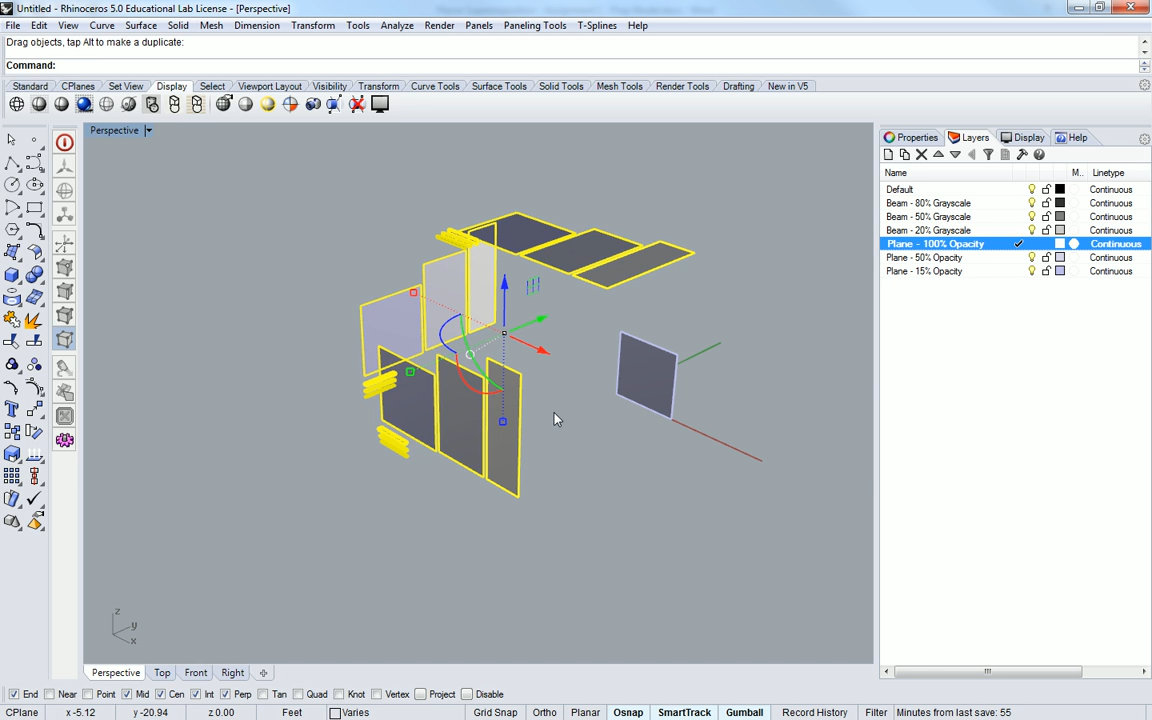 Untitled - Rhinoceros 5.0 Educational Lab License - [Perspective]
File Edit View Curve Surface Solid Mesh Dimension Transform Tools Analyze Render Panels Paneling Tools T-Splines Help
Drag objects, tap Alt to make a duplicate:
Command:
Standard CPlanes Set View Display Select Viewport Layout Visibility Transform Curve Tools Surface Tools Solid Tools Mesh Tools Render Tools Drafting New in V5
Perspective
Properties Layers Display Help
Name M.. Linetype
Default Continuous
Beam - 80% Grayscale Continuous
Beam - 50% Grayscale Continuous
Beam - 20% Grayscale Continuous
Plane - 100% Opacity Continuous
Plane - 50% Opacity Continuous
Plane - 15% Opacity Continuous
z
y
x
Perspective Top Front Right
End Near Point Mid Cen Int Perp Tan Quad Knot Vertex Project Disable
CPlane x -5.12 y -20.94 z 0.00 Feet Varies Grid Snap Ortho Planar Osnap SmartTrack Gumball Record History Filter Minutes from last save: 55